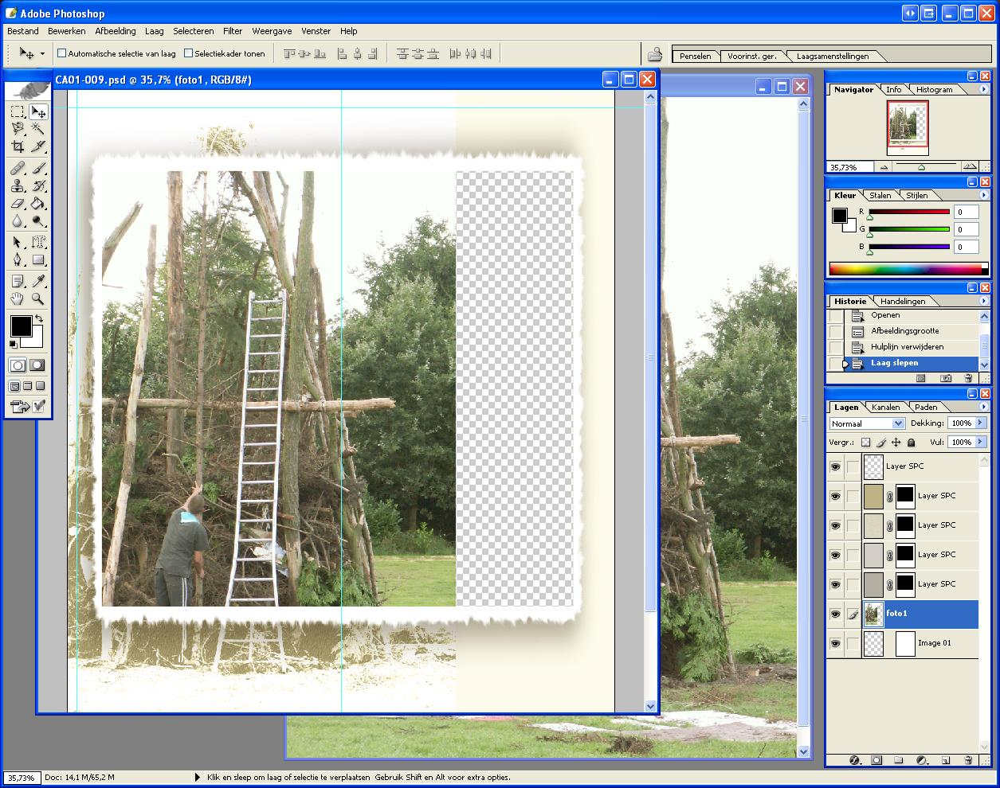 Adobe Photoshop
Bestand Bewerken Afbeelding Laag Selecteren Filter Weergave Venster Help
Automatische selectie van laag Selectiekader tonen
Penselen Voorinst. ger. Laagsamenstellingen
CA01-009.psd @ 35,7% (foto1, RGB/8#)
Navigator Info Histogram
35,73%
Kleur Stalen Stijlen
R 0
G 0
B 0
Historie Handelingen
Openen
Afbeeldingsgrootte
Hulplijn verwijderen
Laag slepen
Lagen Kanalen Paden
Normaal Dekking: 100%
Vergr.: Vul: 100%
Layer SPC
Layer SPC
Layer SPC
Layer SPC
Layer SPC
foto1
Image 01
35,73% Doc: 14,1 M/65,2 M Klik en sleep om laag of selectie te verplaatsen Gebruik Shift en Alt voor extra opties.